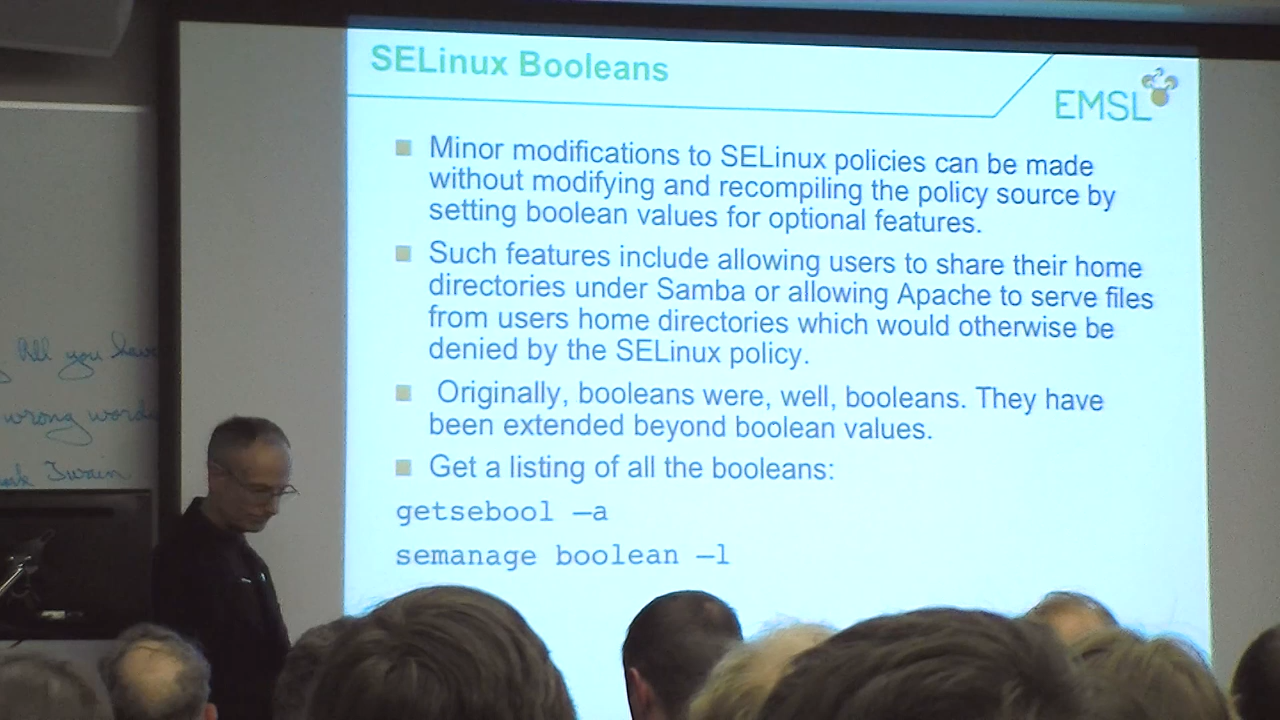 SELinux Booleans
EMSL
Minor modifications to SELinux policies can be made
without modifying and recompiling the policy source by
setting boolean values for optional features.
Such features include allowing users to share their home
directories under Samba or allowing Apache to serve files
from users home directories which would otherwise be
denied by the SELinux policy.
Originally, booleans were, well, booleans. They have
been extended beyond boolean values.
Get a listing of all the booleans:
getsebool –a
semanage boolean –l
All you have
wrong words
Twain